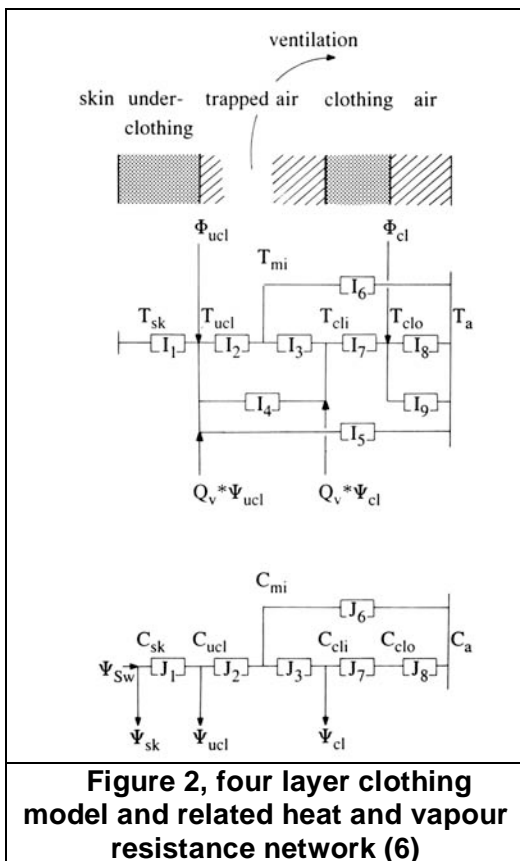 ventilation
skin under- trapped air clothing air
clothing
Φucl Φcl
Tmi
I6
Tsk Tucl Tcli Tclo Ta
I1 I2 I3 I7 I8
I4 I9
I5
Qv*Ψucl Qv*Ψcl
Cmi
J6
Csk Cucl Ccli Cclo Ca
ΨSw J1 J2 J3 J7 J8
Ψsk Ψucl Ψcl
Figure 2, four layer clothing
model and related heat and vapour
resistance network (6)